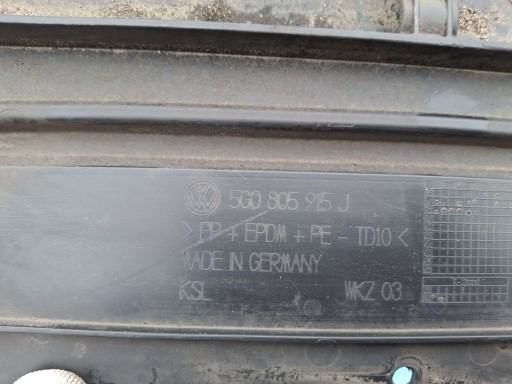 5G0 805 915 J
> PP + EPDM + PE - TD10 <
MADE IN GERMANY
KSL WKZ 03